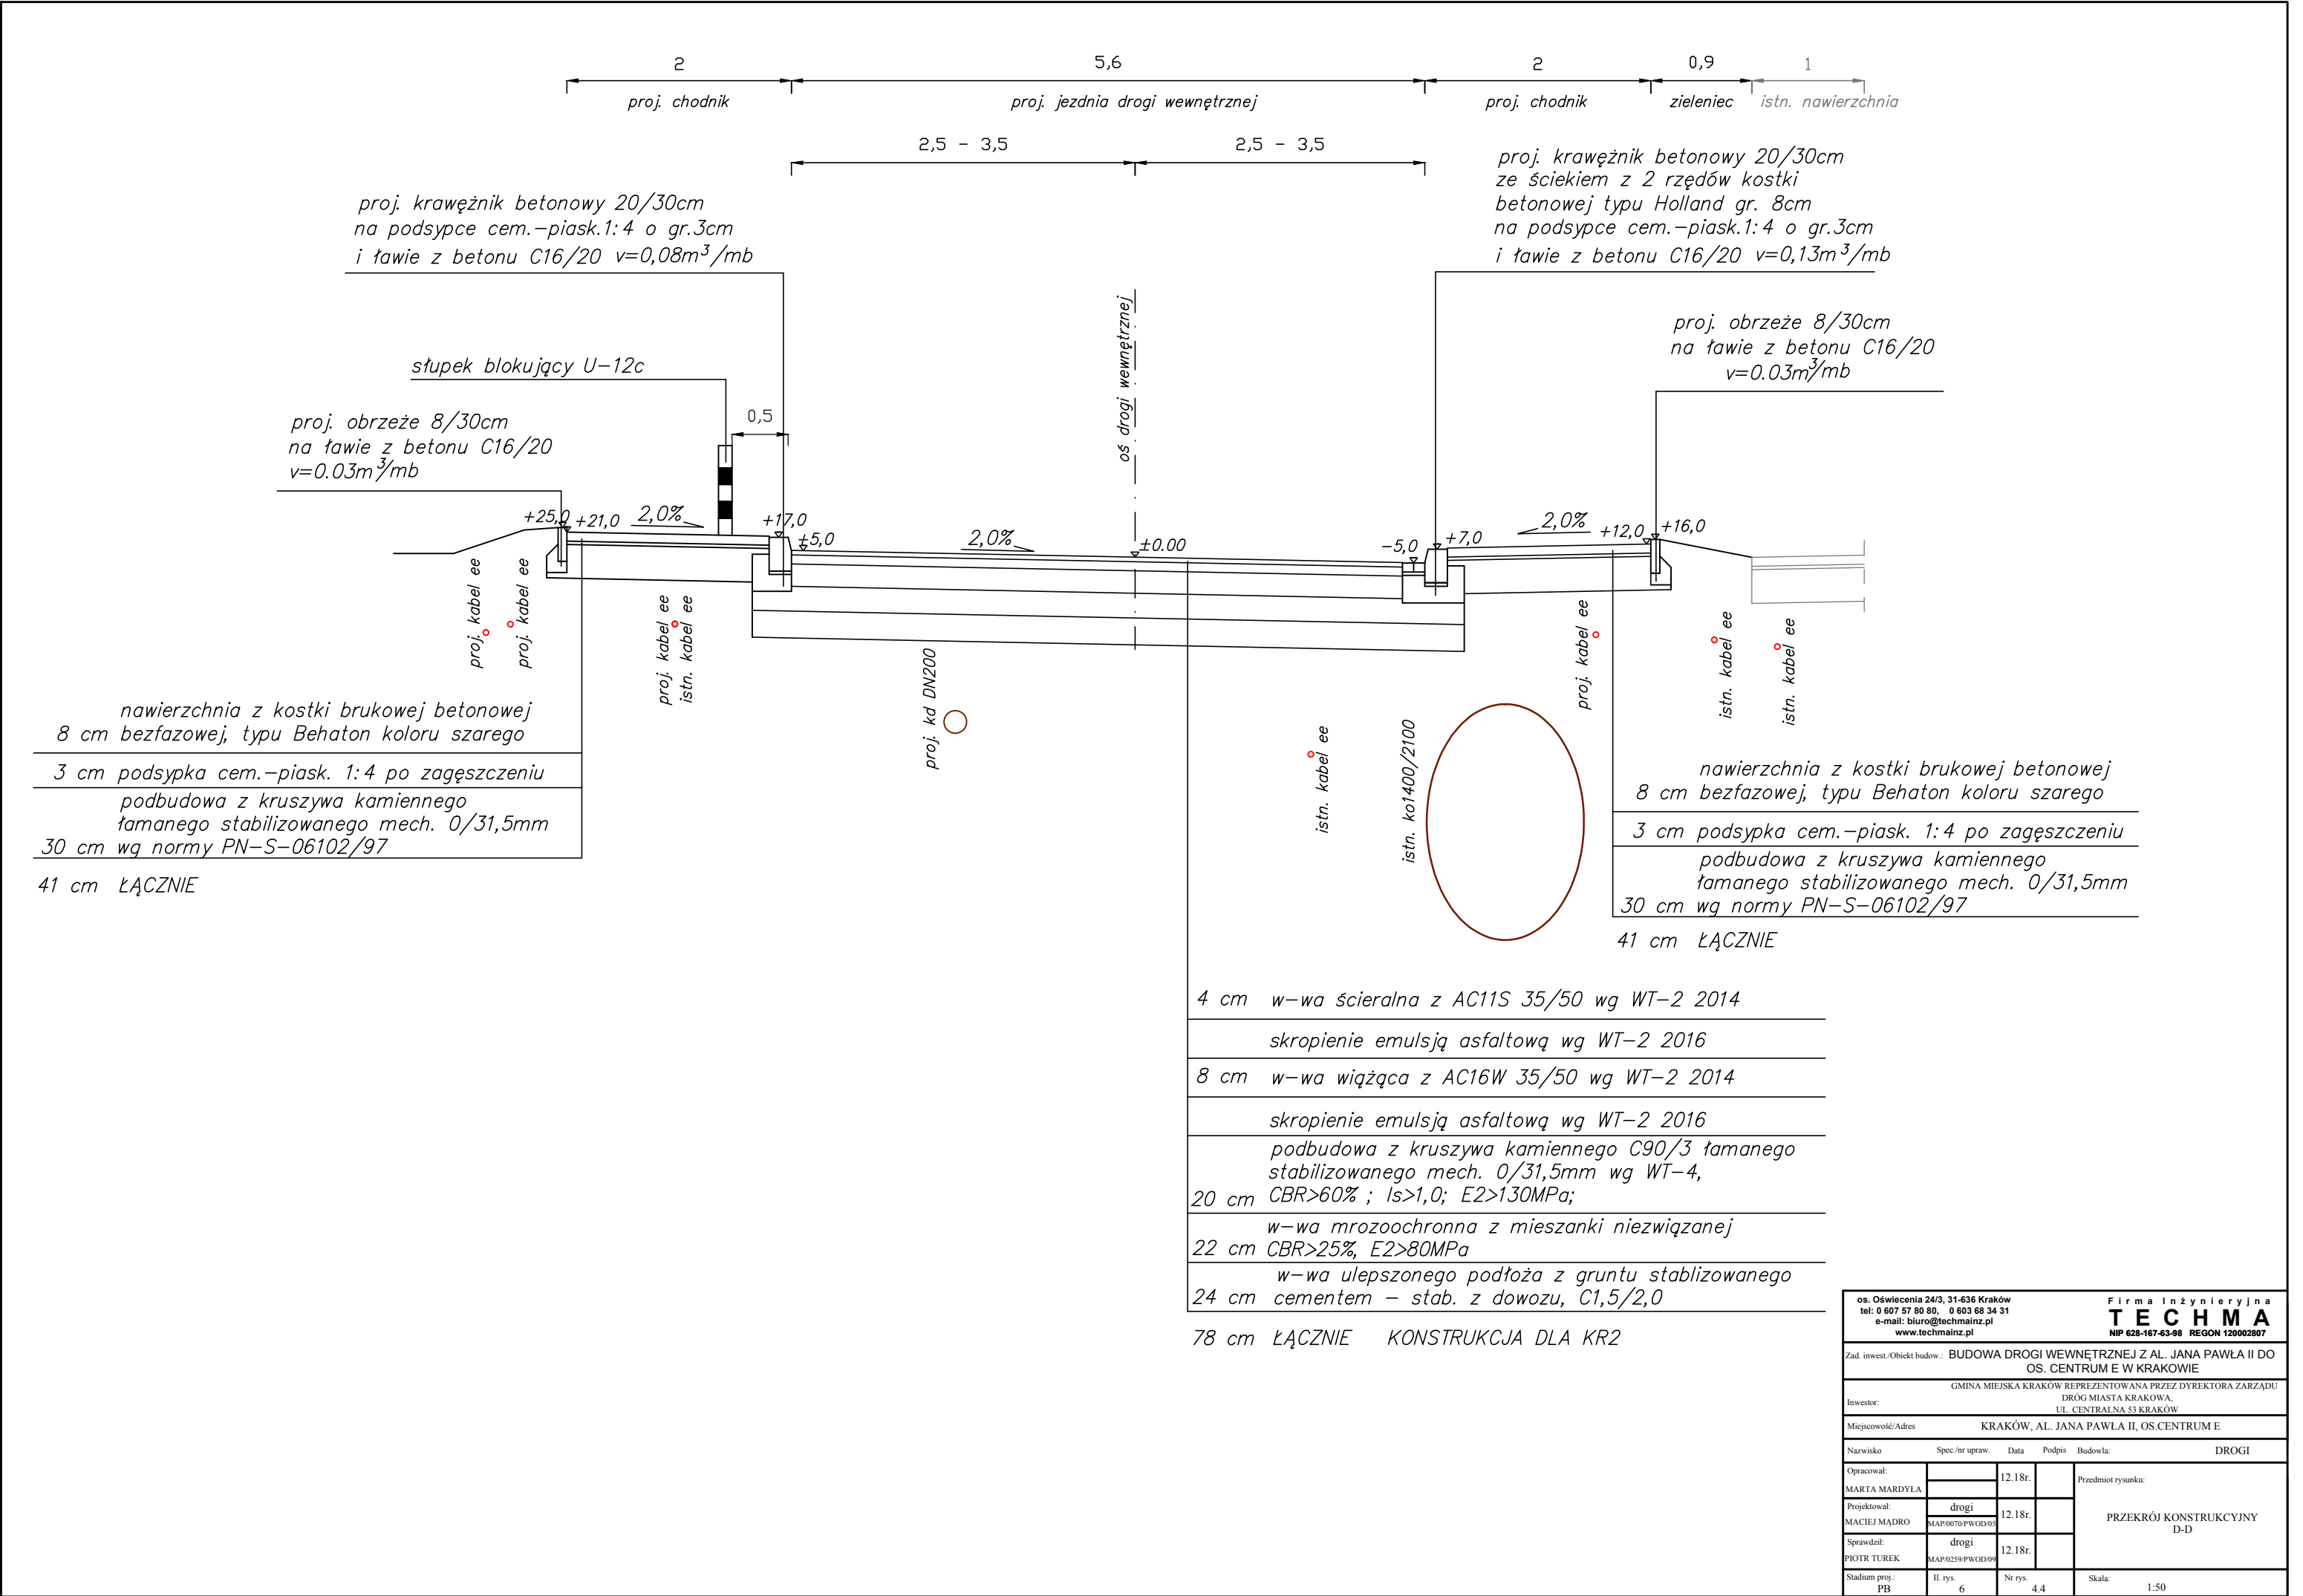 2
5,6
2
0,9
1
proj. chodnik
proj. jezdnia drogi wewnętrznej
proj. chodnik
zieleniec
istn. nawierzchnia
2,5 - 3,5
2,5 - 3,5
proj. krawężnik betonowy 20/30cm
na podsypce cem.-piask.1:4 o gr.3cm
i ławie z betonu C16/20 v=0,08m³/mb
proj. krawężnik betonowy 20/30cm
ze ściekiem z 2 rzędów kostki
betonowej typu Holland gr. 8cm
na podsypce cem.-piask.1:4 o gr.3cm
i ławie z betonu C16/20 v=0,13m³/mb
oś drogi wewnętrznej
proj. obrzeże 8/30cm
na ławie z betonu C16/20
v=0.03m³/mb
słupek blokujący U-12c
0,5
proj. obrzeże 8/30cm
na ławie z betonu C16/20
v=0.03m³/mb
+25,0
+21,0
2,0%
+17,0
+5,0
2,0%
±0.00
-5,0
+7,0
2,0%
+12,0
+16,0
proj. kabel ee
proj. kabel ee
proj. kabel ee
istn. kabel ee
proj. kd DN200
istn. kabel ee
istn. ko1400/2100
proj. kabel ee
istn. kabel ee
istn. kabel ee
nawierzchnia z kostki brukowej betonowej
8 cm bezfazowej, typu Behaton koloru szarego
3 cm podsypka cem.-piask. 1:4 po zagęszczeniu
podbudowa z kruszywa kamiennego
łamanego stabilizowanego mech. 0/31,5mm
30 cm wg normy PN-S-06102/97
41 cm ŁĄCZNIE
nawierzchnia z kostki brukowej betonowej
8 cm bezfazowej, typu Behaton koloru szarego
3 cm podsypka cem.-piask. 1:4 po zagęszczeniu
podbudowa z kruszywa kamiennego
łamanego stabilizowanego mech. 0/31,5mm
30 cm wg normy PN-S-06102/97
41 cm ŁĄCZNIE
4 cm w-wa ścieralna z AC11S 35/50 wg WT-2 2014
skropienie emulsją asfaltową wg WT-2 2016
8 cm w-wa wiążąca z AC16W 35/50 wg WT-2 2014
skropienie emulsją asfaltową wg WT-2 2016
podbudowa z kruszywa kamiennego C90/3 łamanego
stabilizowanego mech. 0/31,5mm wg WT-4,
20 cm CBR>60% ; Is>1,0; E2>130MPa;
w-wa mrozoochronna z mieszanki niezwiązanej
22 cm CBR>25%, E2>80MPa
w-wa ulepszonego podłoża z gruntu stablizowanego
24 cm cementem - stab. z dowozu, C1,5/2,0
78 cm ŁĄCZNIE KONSTRUKCJA DLA KR2
os. Oświecenia 24/3, 31-636 Kraków
tel: 0 607 57 80 80, 0 603 68 34 31
e-mail: biuro@techmainz.pl
www.techmainz.pl
Firma Inżynieryjna
TECHMA
NIP 628-167-63-98 REGON 120002807
Zad. inwest./Obiekt budow.: BUDOWA DROGI WEWNĘTRZNEJ Z AL. JANA PAWŁA II DO
OS. CENTRUM E W KRAKOWIE
GMINA MIEJSKA KRAKÓW REPREZENTOWANA PRZEZ DYREKTORA ZARZĄDU
DRÓG MIASTA KRAKOWA,
Inwestor:
UL. CENTRALNA 53 KRAKÓW
Miejscowość/Adres KRAKÓW, AL. JANA PAWŁA II, OS.CENTRUM E
Nazwisko Spec./nr upraw. Data Podpis Budowla: DROGI
Opracował:
MARTA MARDYŁA
12.18r.
Przedmiot rysunku:
Projektował:
MACIEJ MĄDRO
drogi
MAP/0070/PWOD/05
12.18r.
PRZEKRÓJ KONSTRUKCYJNY
D-D
Sprawdził:
PIOTR TUREK
drogi
MAP/0259/PWOD/09
12.18r.
Stadium proj.: Il. rys. Nr rys. Skala:
PB 6 4.4 1:50